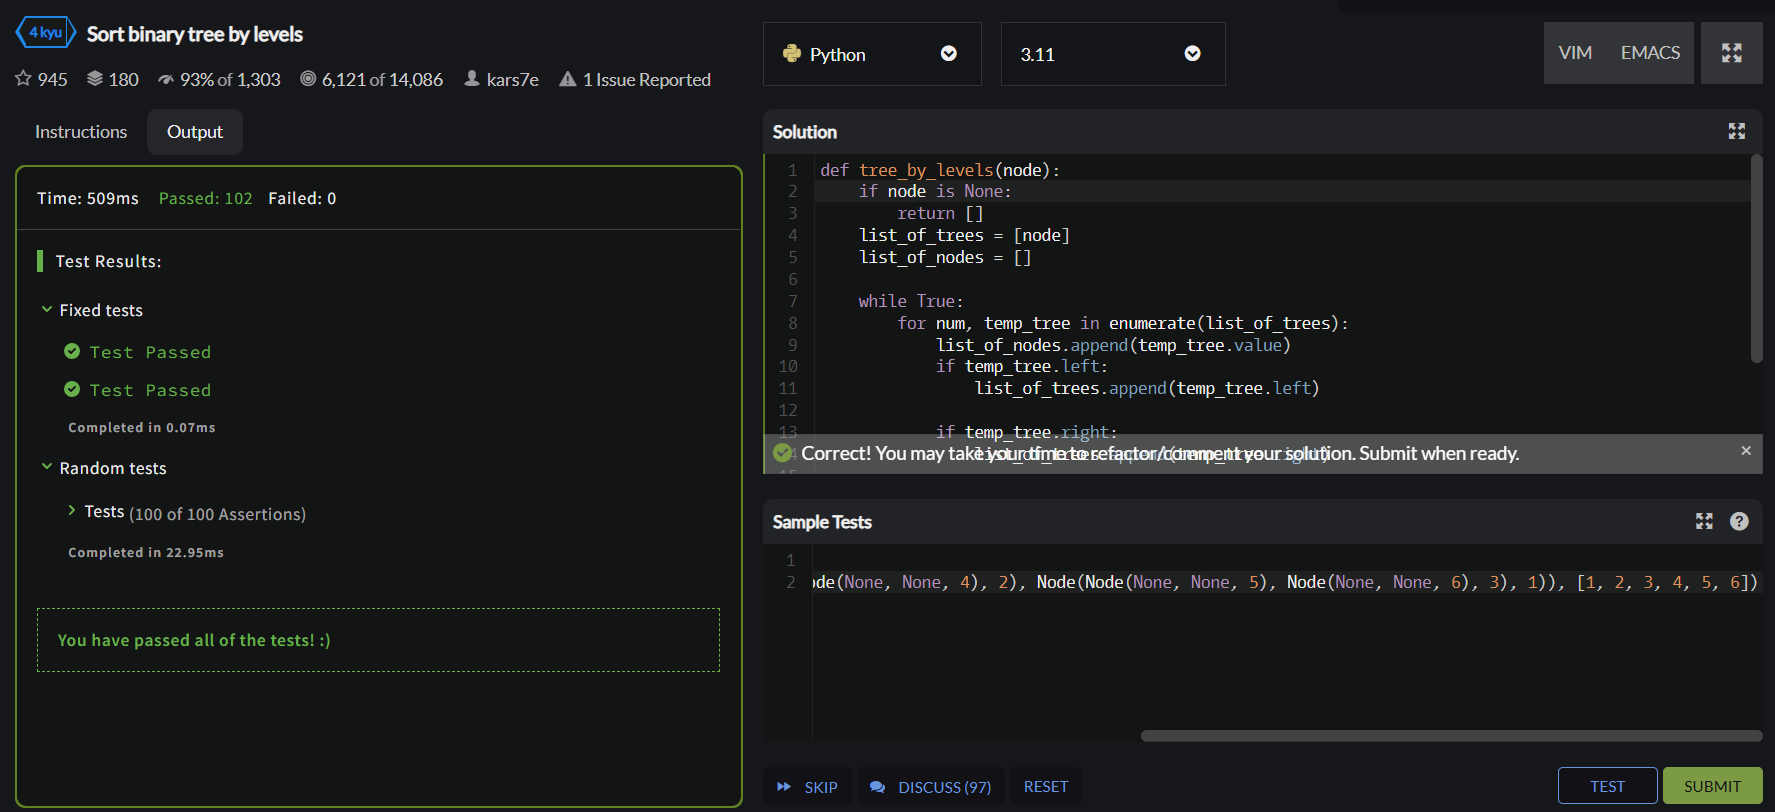 4 kyu Sort binary tree by levels
945 180 93% of 1,303 6,121 of 14,086 kars7e 1 Issue Reported
Instructions Output
Time: 509ms Passed: 102 Failed: 0
Test Results:
Fixed tests
Test Passed
Test Passed
Completed in 0.07ms
Random tests
Tests (100 of 100 Assertions)
Completed in 22.95ms
You have passed all of the tests! :)
Python 3.11 VIM EMACS
Solution
1 def tree_by_levels(node):
2 if node is None:
3 return []
4 list_of_trees = [node]
5 list_of_nodes = []
6
7 while True:
8 for num, temp_tree in enumerate(list_of_trees):
9 list_of_nodes.append(temp_tree.value)
10 if temp_tree.left:
11 list_of_trees.append(temp_tree.left)
12
13 if temp_tree.right:
14 list_of_trees.append(temp_tree.right)
Correct! You may take your time to refactor/comment your solution. Submit when ready. ×
Sample Tests ?
1
2 ode(None, None, 4), 2), Node(Node(None, None, 5), Node(None, None, 6), 3), 1)), [1, 2, 3, 4, 5, 6])
SKIP DISCUSS (97) RESET TEST SUBMIT